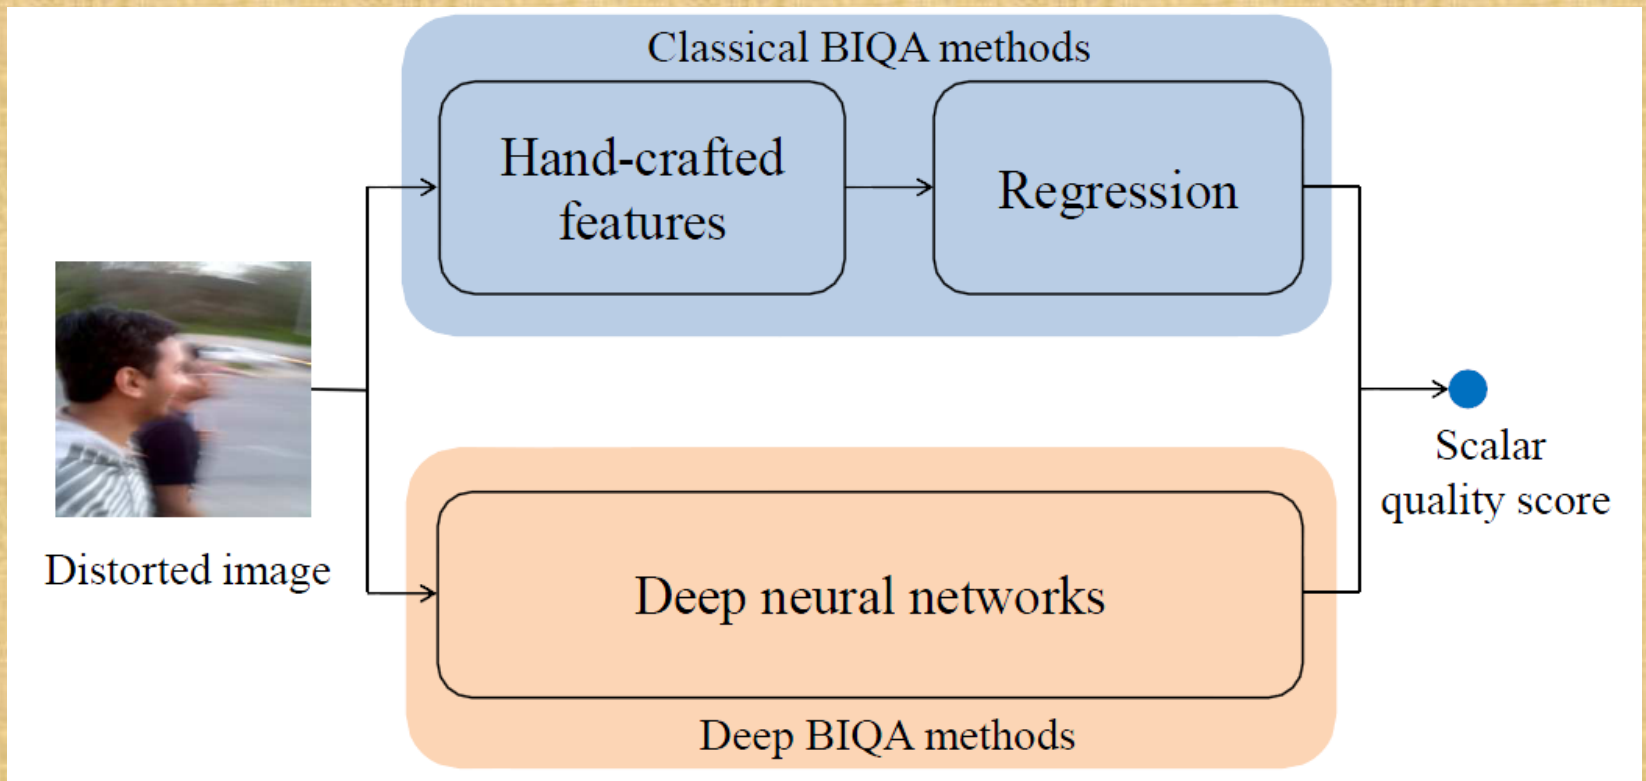 Classical BIQA methods
Hand-crafted
features
Regression
Distorted image
Scalar
quality score
Deep neural networks
Deep BIQA methods